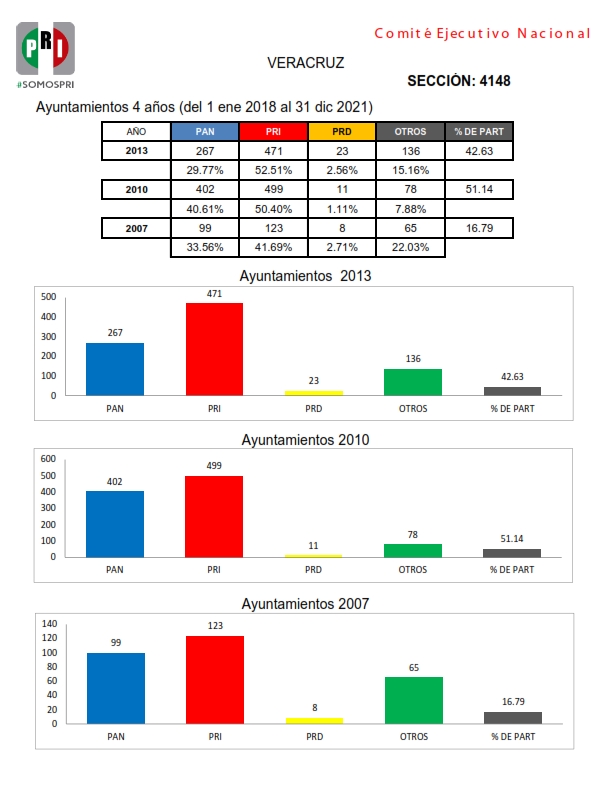 Comité Ejecutivo Nacional
PRI
#SOMOSPRI
VERACRUZ
SECCIÓN: 4148
Ayuntamientos 4 años (del 1 ene 2018 al 31 dic 2021)
AÑO PAN PRI PRD OTROS % DE PART
2013 267 471 23 136 42.63
29.77% 52.51% 2.56% 15.16%
2010 402 499 11 78 51.14
40.61% 50.40% 1.11% 7.88%
2007 99 123 8 65 16.79
33.56% 41.69% 2.71% 22.03%
Ayuntamientos 2013
500
400
300
200
100
0
267 471 23 136 42.63
PAN PRI PRD OTROS % DE PART
Ayuntamientos 2010
600
500
400
300
200
100
0
402 499 11 78 51.14
PAN PRI PRD OTROS % DE PART
Ayuntamientos 2007
140
120
100
80
60
40
20
0
99 123 8 65 16.79
PAN PRI PRD OTROS % DE PART